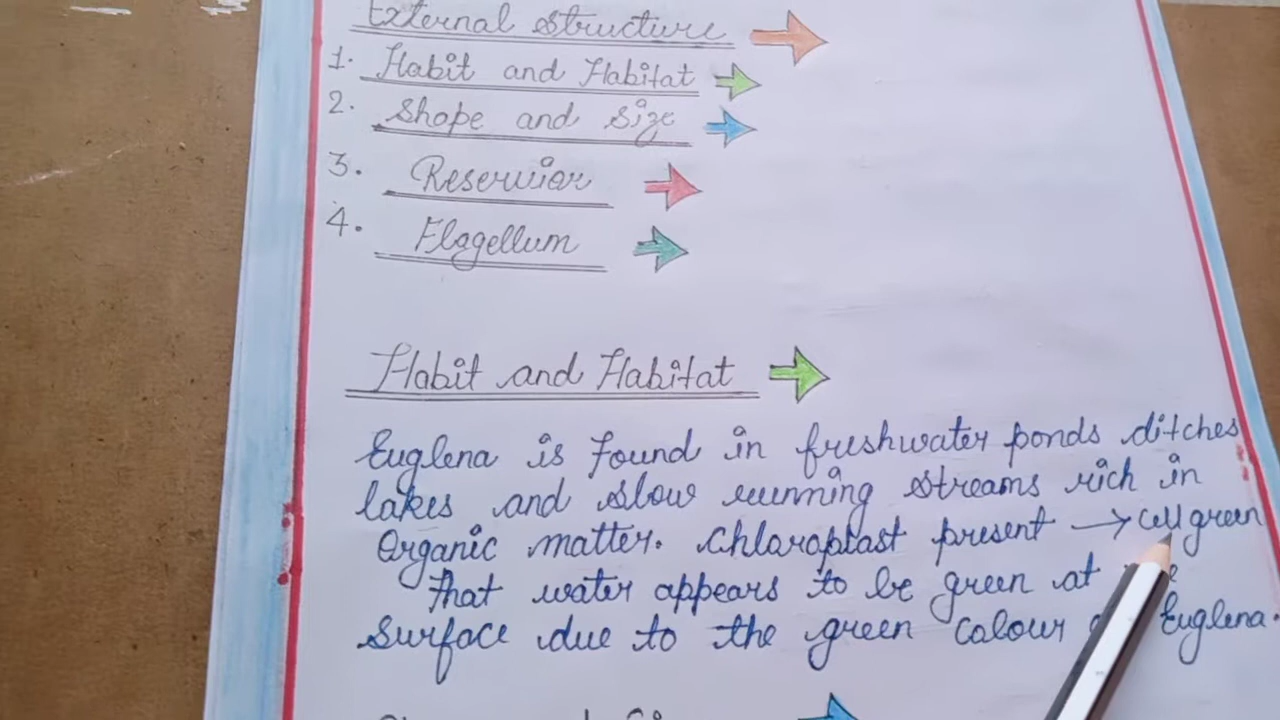 External Structure
1. Habit and Habitat
2. Shape and Size
3. Reservior
4. Flagellum
Habit and Habitat
Euglena is found in freshwater ponds ditches
lakes and slow running streams rich in
Organic matter. Chloroplast present → cell green
That water appears to be green at
Surface due to the green colour Euglena.